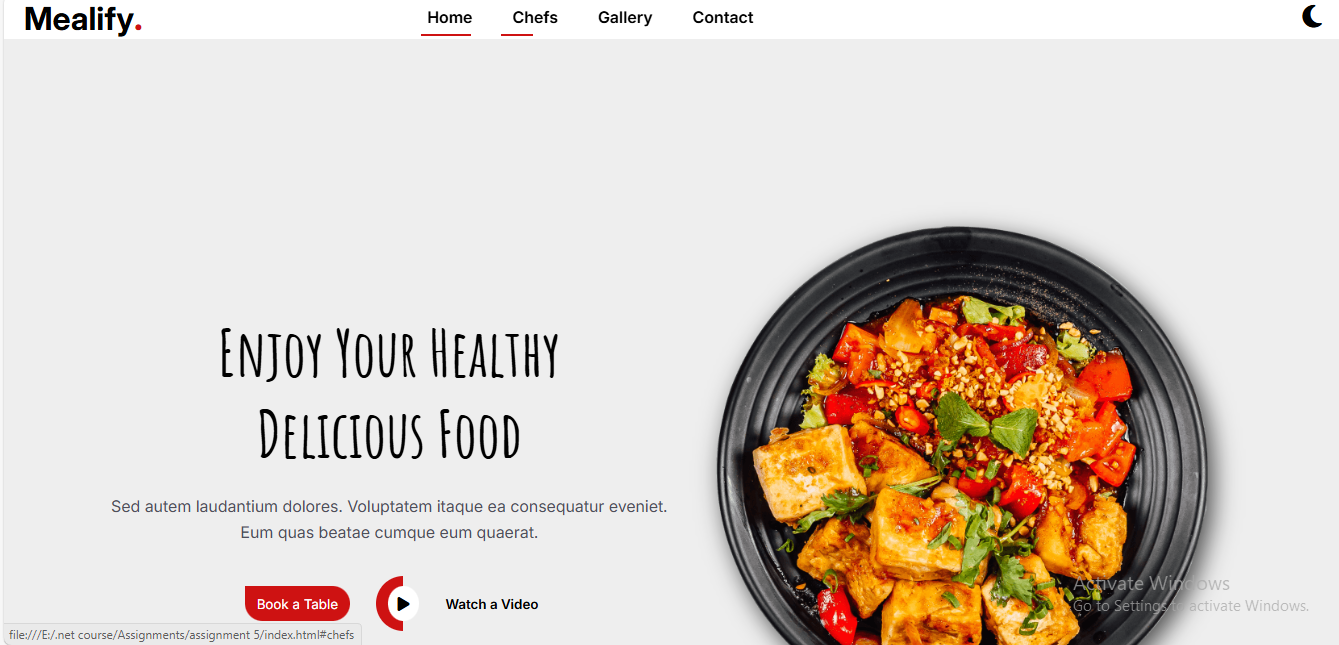 Mealify.
Home Chefs Gallery Contact
Enjoy Your Healthy
Delicious Food
Sed autem laudantium dolores. Voluptatem itaque ea consequatur eveniet.
Eum quas beatae cumque eum quaerat.
Book a Table
Watch a Video
Activate Windows
Go to Settings to activate Windows.
file:///E:/.net course/Assignments/assignment 5/index.html#chefs